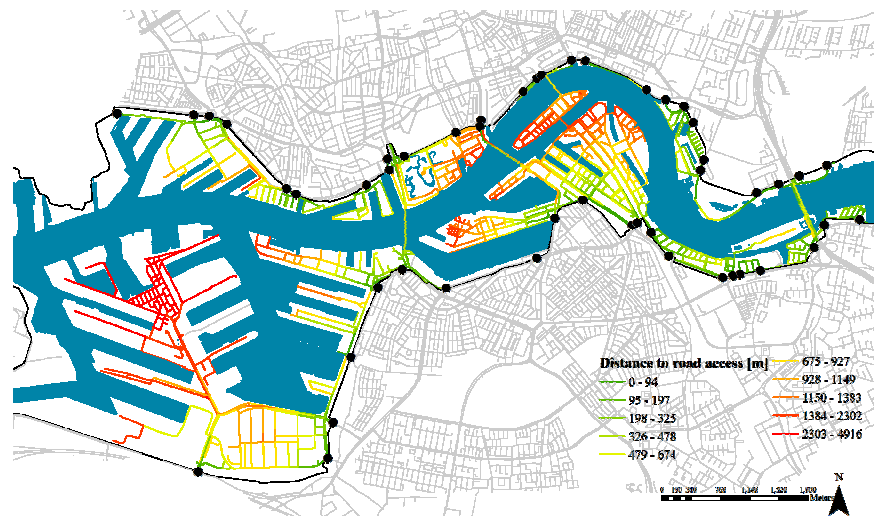 Distance to road access [m]
0 - 94
95 - 197
198 - 325
326 - 478
479 - 674
675 - 927
928 - 1149
1150 - 1383
1384 - 2302
2303 - 4916
N
0
Meters